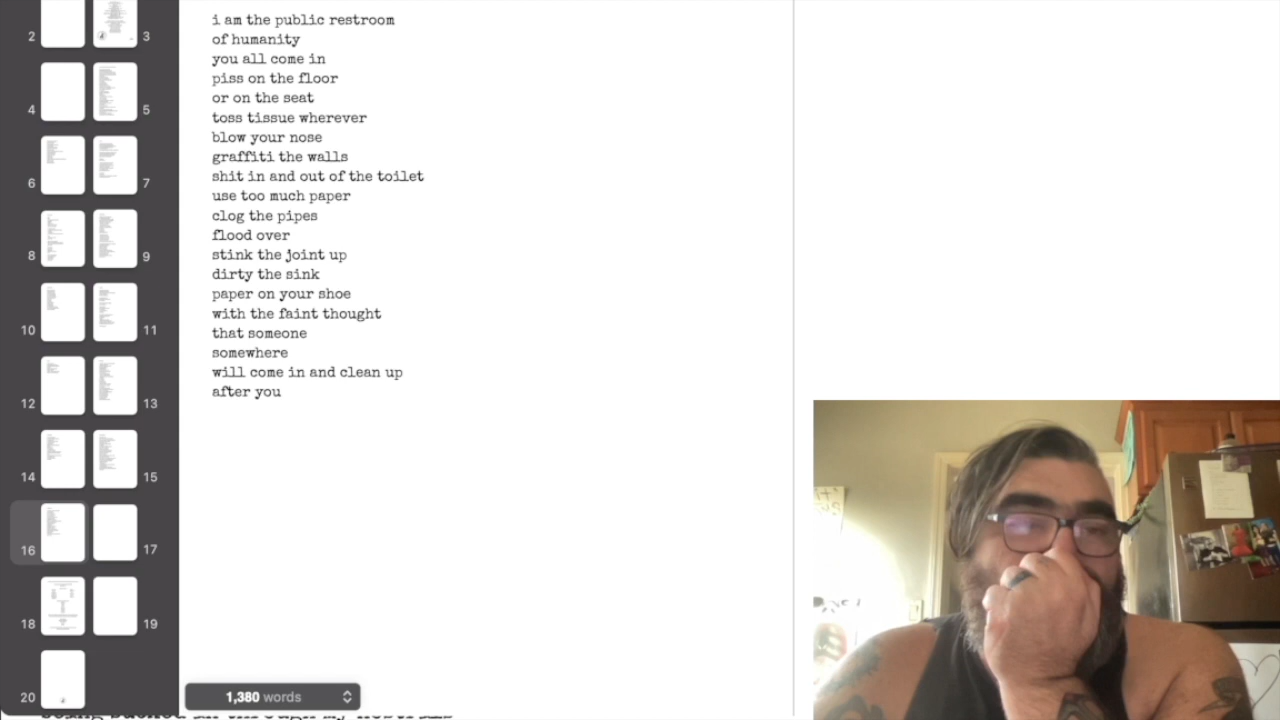 i am the public restroom
of humanity
you all come in
piss on the floor
or on the seat
toss tissue wherever
blow your nose
graffiti the walls
shit in and out of the toilet
use too much paper
clog the pipes
flood over
stink the joint up
dirty the sink
paper on your shoe
with the faint thought
that someone
somewhere
will come in and clean up
after you
2
3
4
5
6
7
8
9
10
11
12
13
14
15
16
17
18
19
20
1,380 words